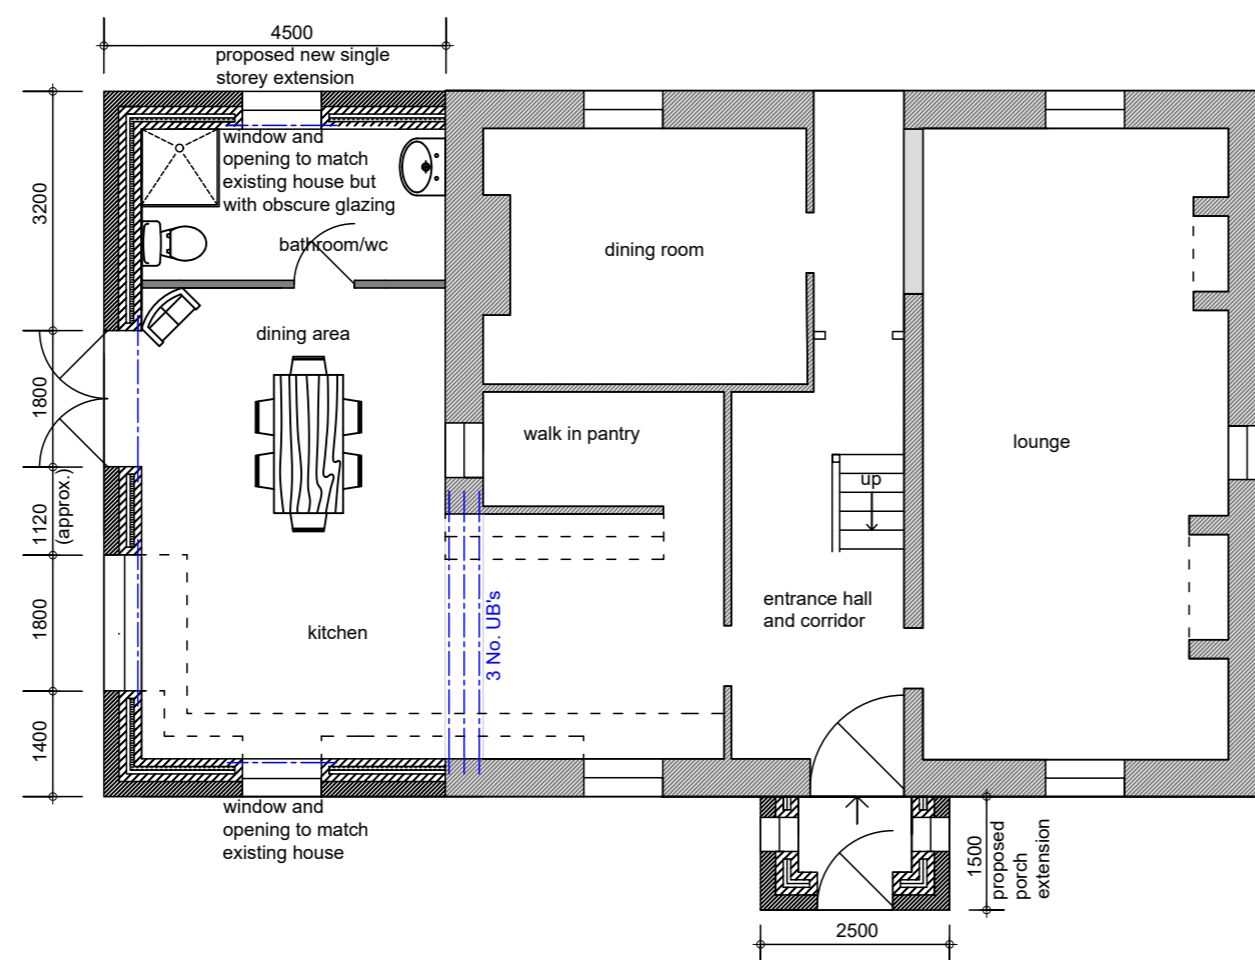 4500
proposed new single
storey extension
window and
opening to match
existing house but
with obscure glazing
bathroom/wc
3200
dining room
dining area
1800
walk in pantry
lounge
up
1120
(approx.)
3 No. UB's
entrance hall
and corridor
1800
kitchen
1400
window and
opening to match
existing house
1500
proposed
porch
extension
2500